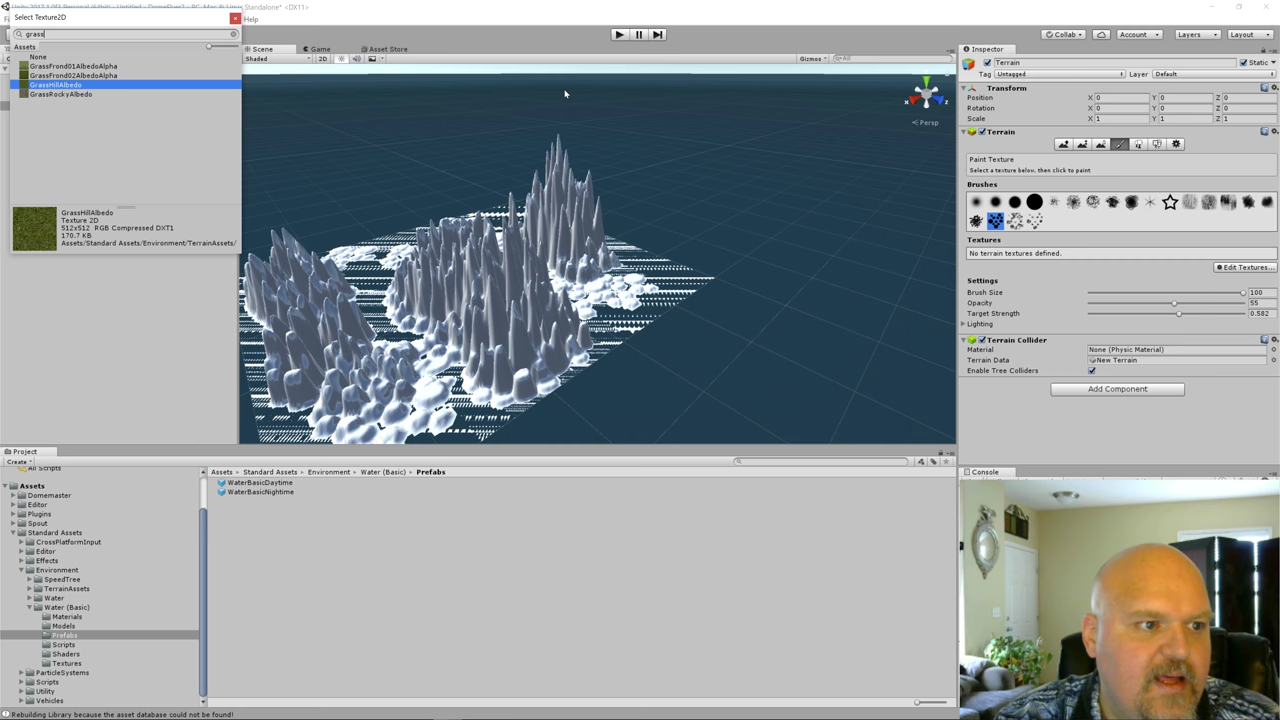 Select Texture2D
Help
grass
Collab
Account
Layers
Layout
Assets
None
GrassFrond01AlbedoAlpha
GrassFrond02AlbedoAlpha
GrassHillAlbedo
GrassRockyAlbedo
GrassHillAlbedo
Texture 2D
512x512 RGB Compressed DXT1
170.7 KB
Assets/Standard Assets/Environment/TerrainAssets/
Scene
Game
Asset Store
Shaded
2D
Gizmos
All
Persp
Inspector
Terrain
Static
Tag Untagged
Layer Default
Transform
Position X 0 Y 0 Z 0
Rotation X 0 Y 0 Z 0
Scale X 1 Y 1 Z 1
Terrain
Paint Texture
Select a texture below, then click to paint
Brushes
Textures
No terrain textures defined.
Edit Textures...
Settings
Brush Size 100
Opacity 55
Target Strength 0.582
Lighting
Terrain Collider
Material None (Physic Material)
Terrain Data New Terrain
Enable Tree Colliders
Add Component
Project
Create
All Scripts
Assets
Domemaster
Editor
Plugins
Spout
Standard Assets
CrossPlatformInput
Editor
Effects
Environment
SpeedTree
TerrainAssets
Water
Water (Basic)
Materials
Models
Prefabs
Scripts
Shaders
Textures
ParticleSystems
Scripts
Utility
Vehicles
Assets Standard Assets Environment Water (Basic) Prefabs
WaterBasicDaytime
WaterBasicNightime
Console
Rebuilding Library because the asset database could not be found!